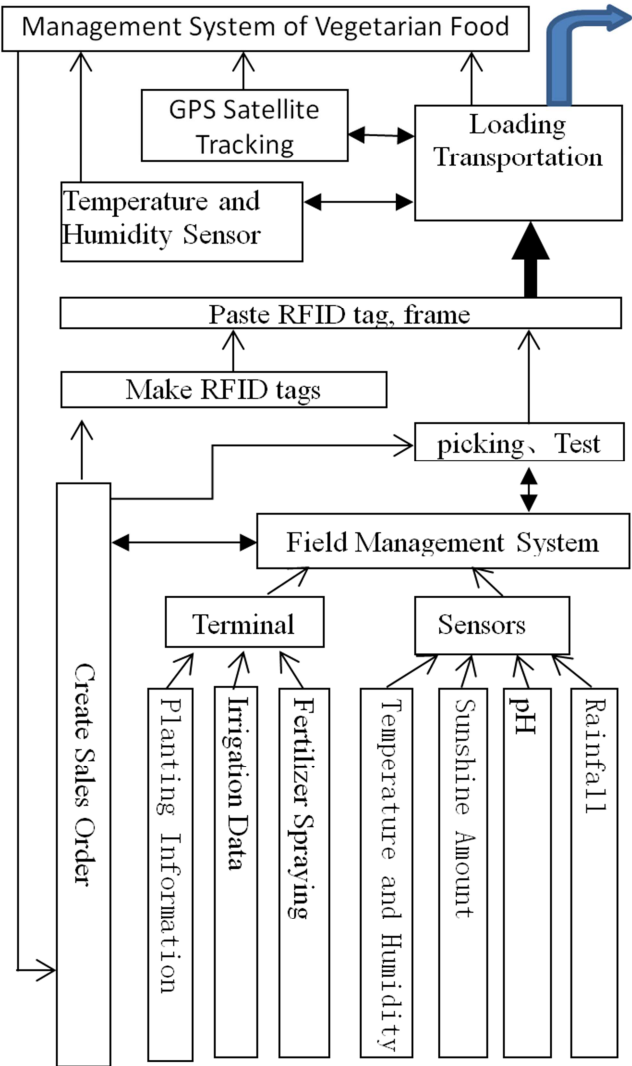 Management System of Vegetarian Food
GPS Satellite
Tracking
Loading
Transportation
Temperature and
Humidity Sensor
Paste RFID tag, frame
Make RFID tags
picking、Test
Field Management System
Terminal
Sensors
Create Sales Order
Planting Information
Irrigation Data
Fertilizer Spraying
Temperature and Humidity
Sunshine Amount
pH
Rainfall